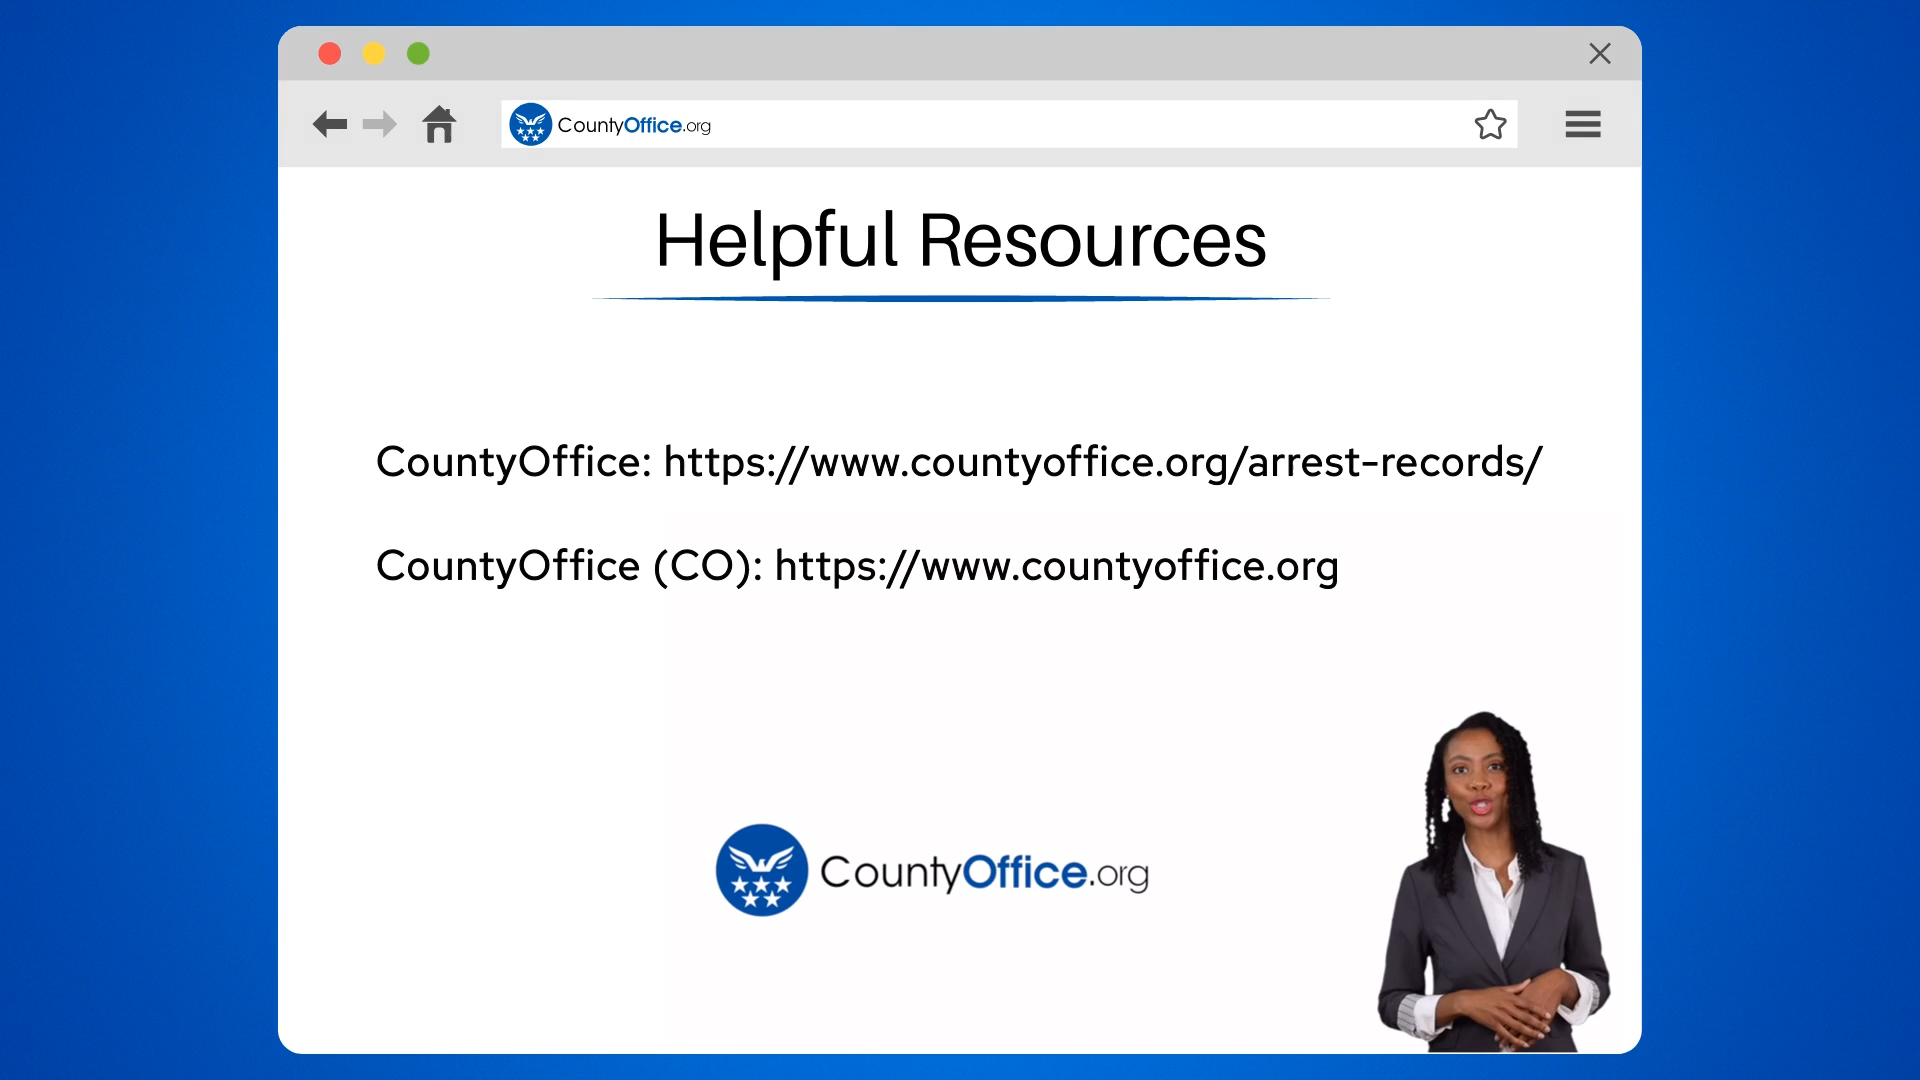 CountyOffice.org
Helpful Resources
CountyOffice: https://www.countyoffice.org/arrest-records/
CountyOffice (CO): https://www.countyoffice.org
CountyOffice.org